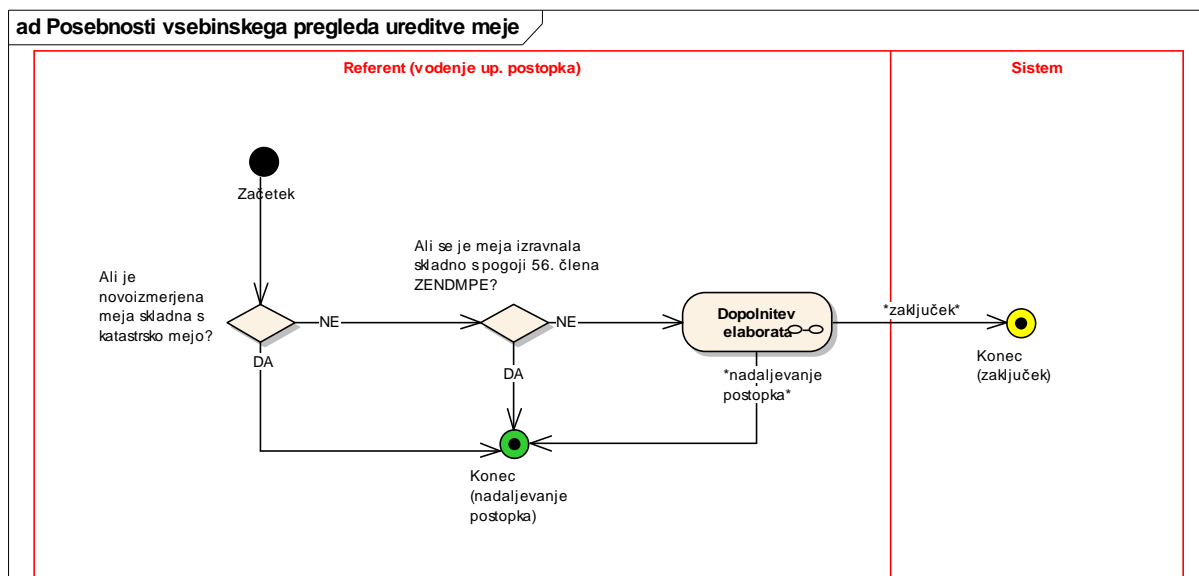 ad Posebnosti vsebinskega pregleda ureditve meje
Referent (vodenje up. postopka)
Sistem
Začetek
Ali je
novoizmerjena
meja skladna s
katastrsko mejo?
NE
DA
Ali se je meja izravnala
skladno s pogoji 56. člena
ZENDMPE?
NE
DA
Dopolnitev
elaborata
*zaključek*
*nadaljevanje
postopka*
Konec
(zaključek)
Konec
(nadaljevanje
postopka)